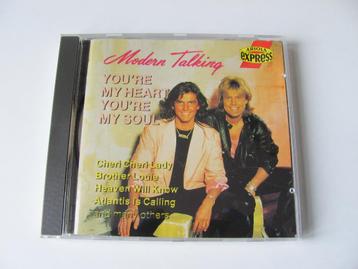 Modern Talking
ARIOLA
express
YOU'RE
MY HEART
YOU'RE
MY SOUL
Cheri Cheri Lady
Brother Louie
Heaven Will Know
Atlantis Is Calling
and many others